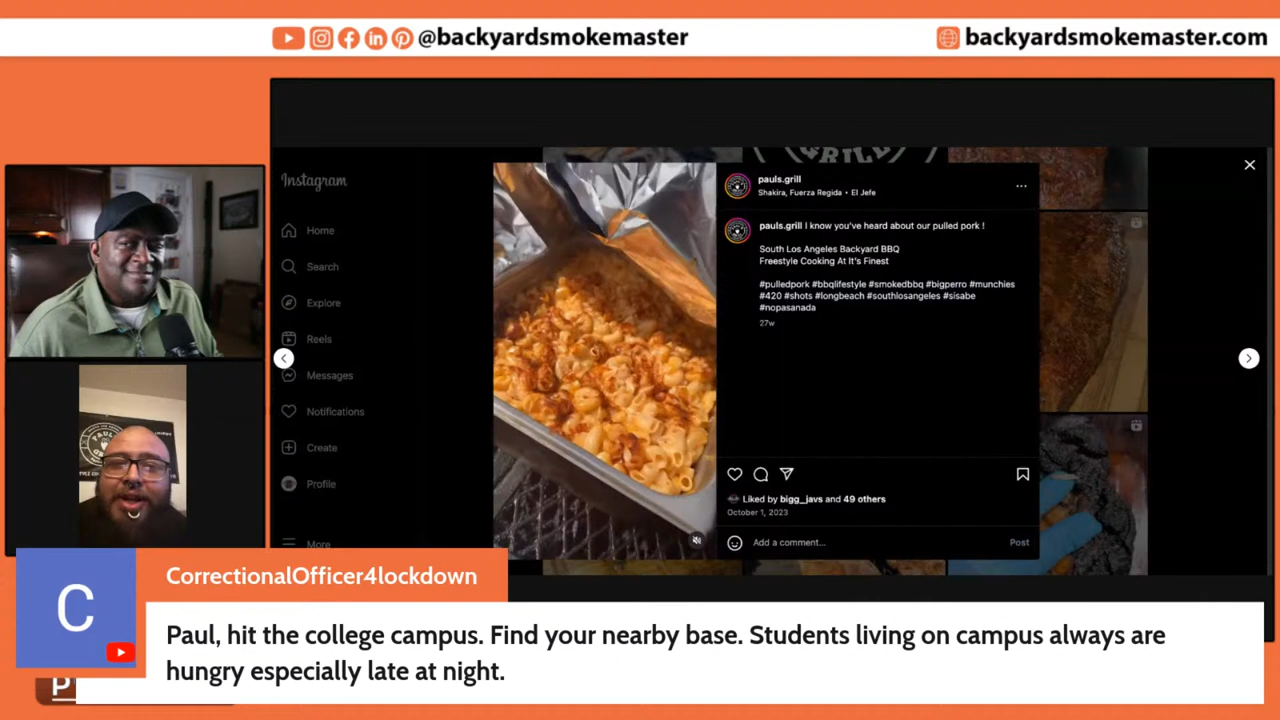 @backyardsmokemaster
backyardsmokemaster.com
GRILL
Instagram
Home
Search
Explore
Reels
Messages
Notifications
Create
Profile
More
pauls.grill
Shakira, Fuerza Regida • El Jefe
pauls.grill I know you've heard about our pulled pork !
South Los Angeles Backyard BBQ
Freestyle Cooking At It's Finest
#pulledpork #bbqlifestyle #smokedbbq #bigperro #munchies
#420 #shots #longbeach #southlosangeles #sisabe
#nopasanada
27w
Liked by bigg_javs and 49 others
October 1, 2023
Add a comment...
Post
PAULS
C
CorrectionalOfficer4lockdown
Paul, hit the college campus. Find your nearby base. Students living on campus always are
hungry especially late at night.